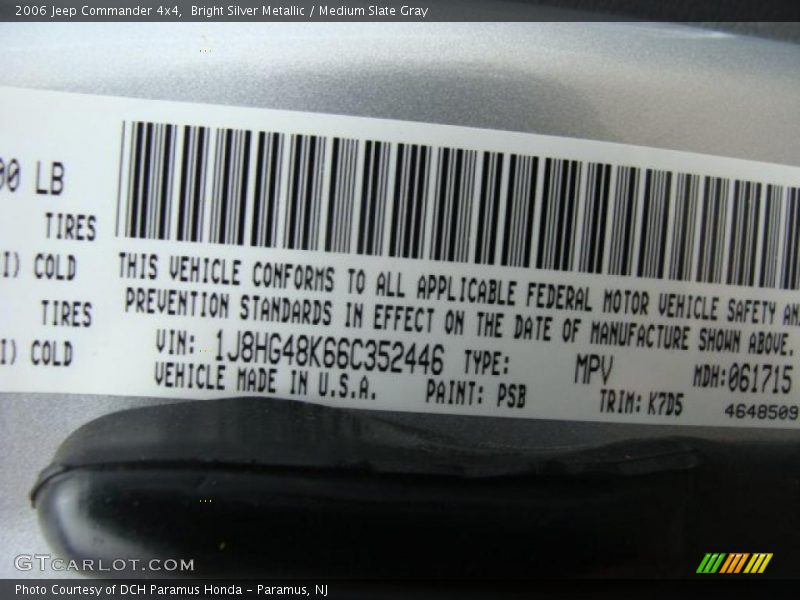 2006 Jeep Commander 4x4, Bright Silver Metallic / Medium Slate Gray
00 LB
TIRES
I) COLD
TIRES
I) COLD
THIS VEHICLE CONFORMS TO ALL APPLICABLE FEDERAL MOTOR VEHICLE SAFETY AN
PREVENTION STANDARDS IN EFFECT ON THE DATE OF MANUFACTURE SHOWN ABOVE.
VIN: 1J8HG48K66C352446 TYPE: MPV MDH:061715
VEHICLE MADE IN U.S.A. PAINT: PSB TRIM: K7D5 4648509
GTCARLOT.COM
Photo Courtesy of DCH Paramus Honda - Paramus, NJ